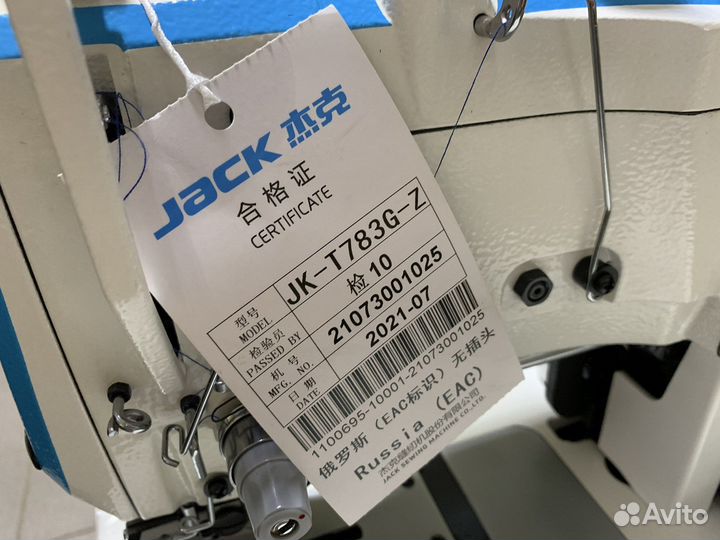 JACK 杰克
合格证
CERTIFICATE
型号 MODEL JK-T783G-Z
检验员 PASSED BY 检10
机号 MFG. NO. 21073001025
日期 DATE 2021-07
1100695-10001-21073001025
俄罗斯（EAC标识）无插头
Russia (EAC)
杰克缝纫机股份有限公司
JACK SEWING MACHINE CO.,LTD.
Avito